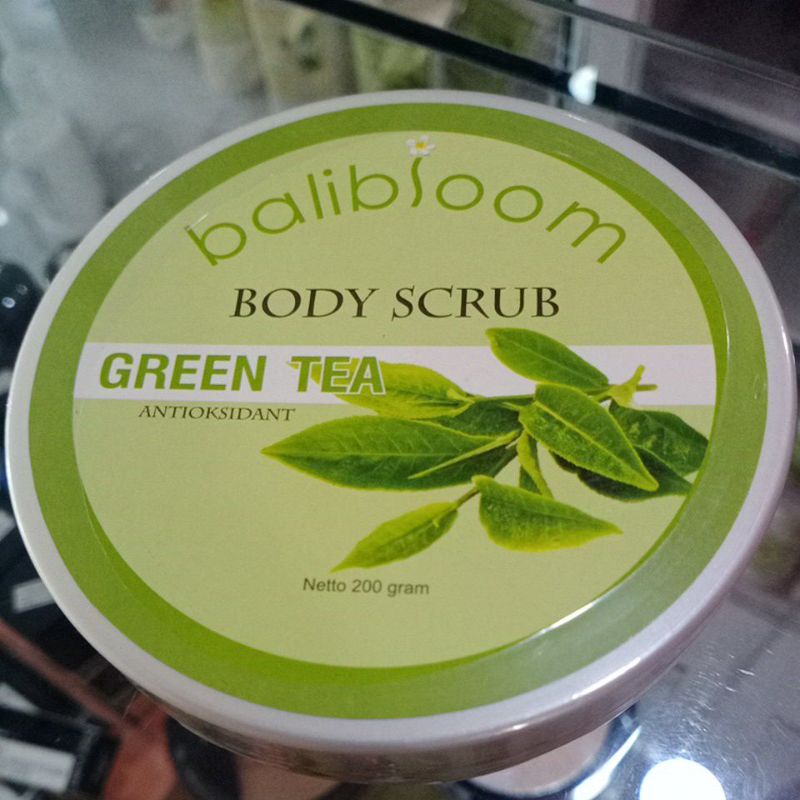 balibloom
BODY SCRUB
GREEN TEA
ANTIOKSIDANT
Netto 200 gram